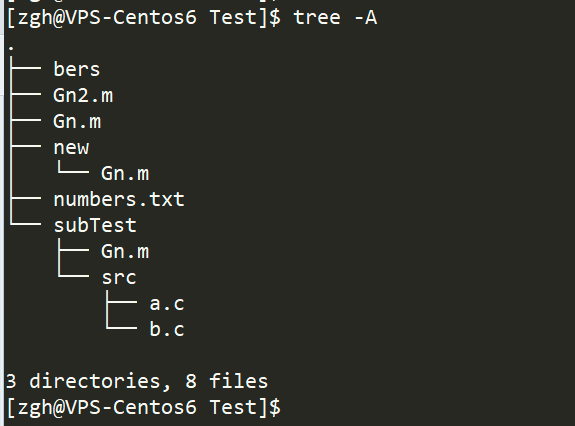 [zgh@VPS-Centos6 Test]$ tree -A
.
├── bers
├── Gn2.m
├── Gn.m
├── new
│   └── Gn.m
├── numbers.txt
└── subTest
    ├── Gn.m
    └── src
        ├── a.c
        └── b.c

3 directories, 8 files
[zgh@VPS-Centos6 Test]$